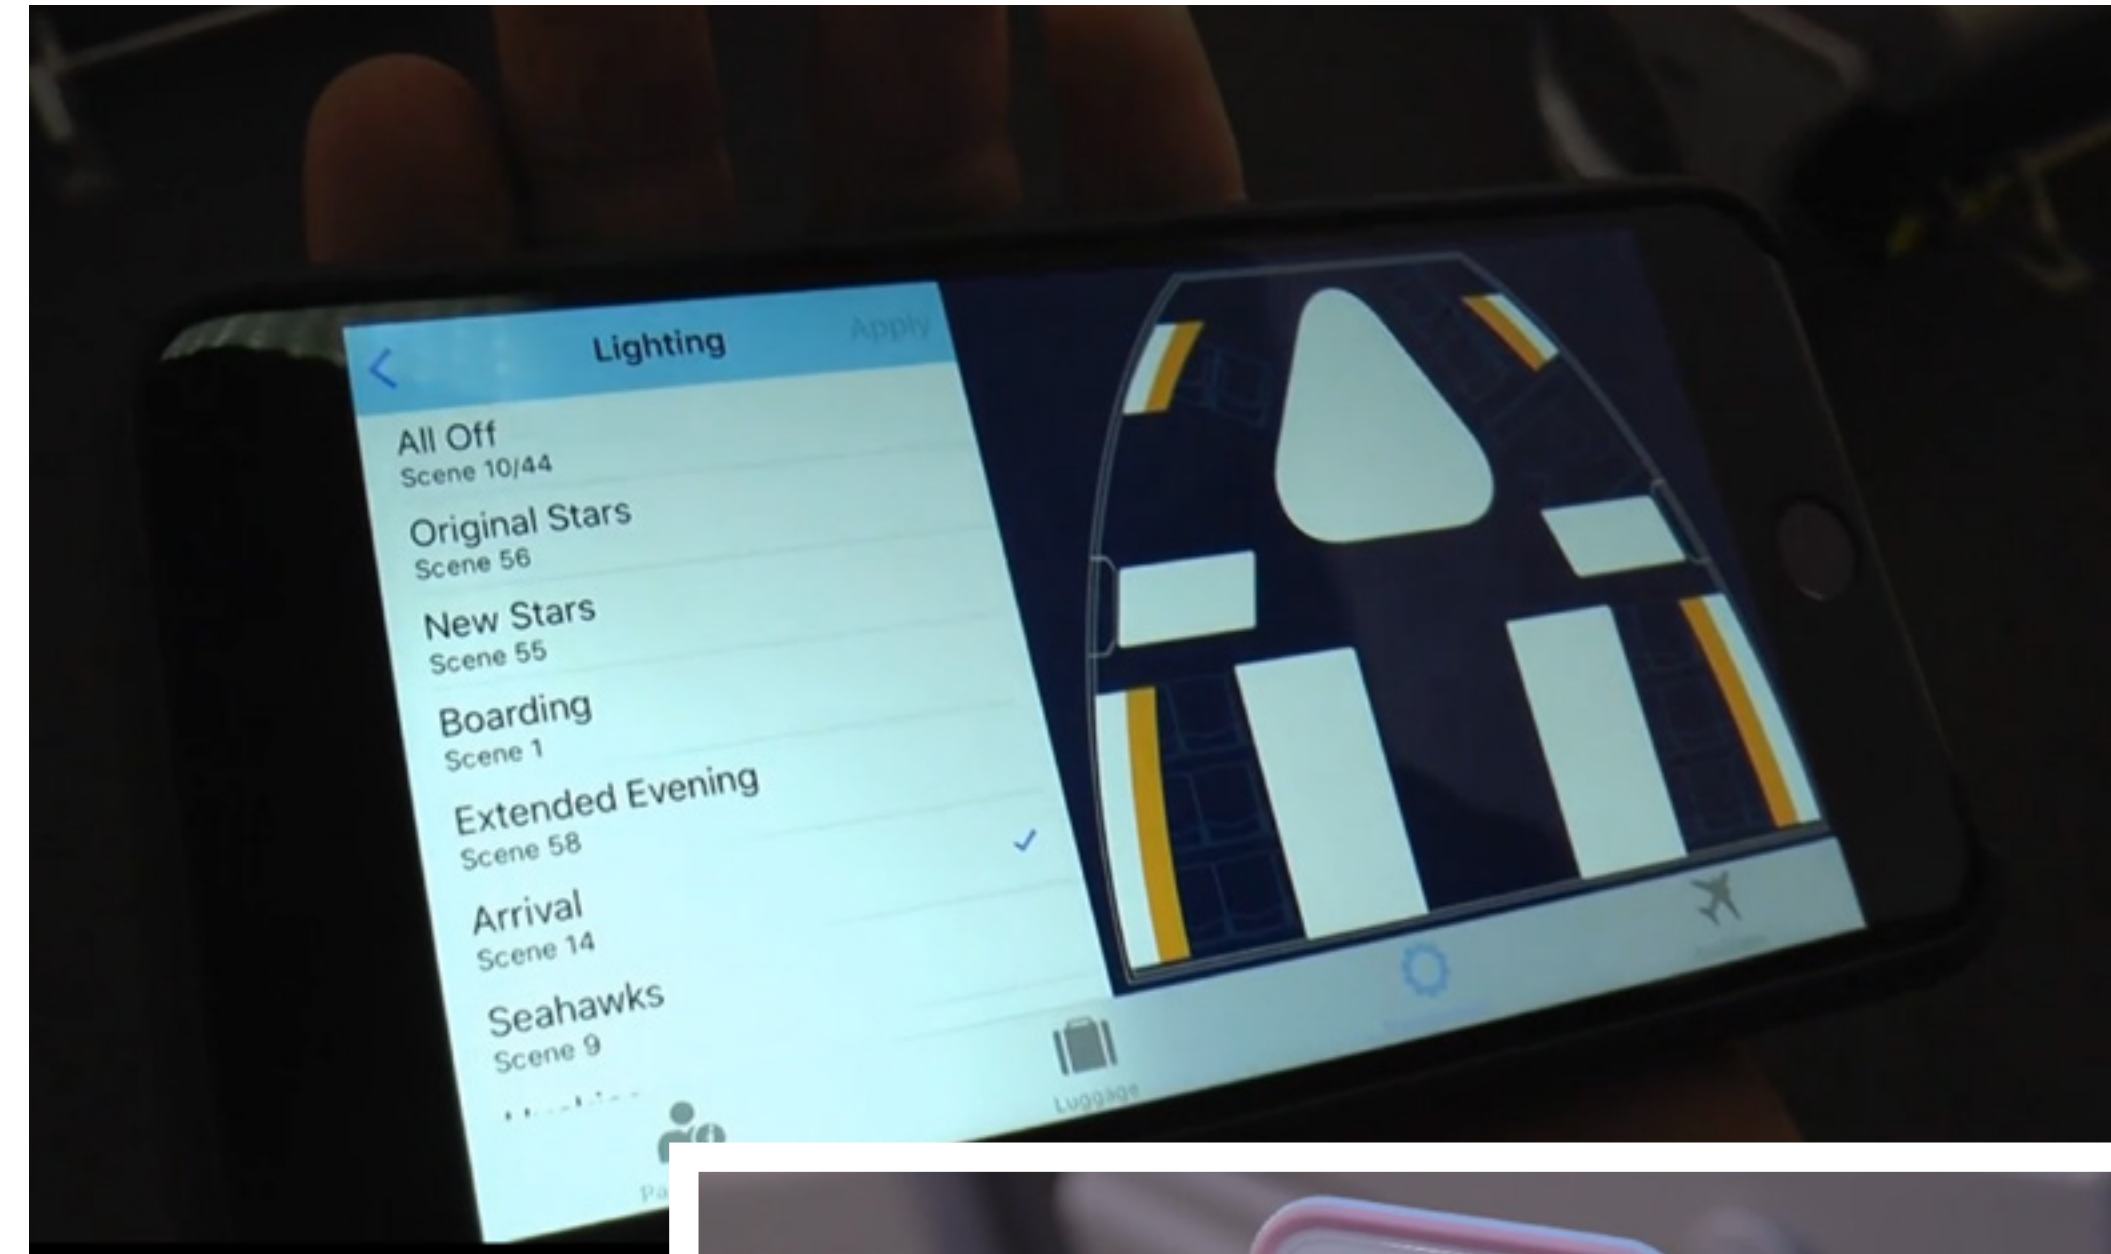 Lighting
Apply
All Off
Scene 10/44
Original Stars
Scene 56
New Stars
Scene 55
Boarding
Scene 1
Extended Evening
Scene 58
Arrival
Scene 14
Seahawks
Scene 9
Luggage